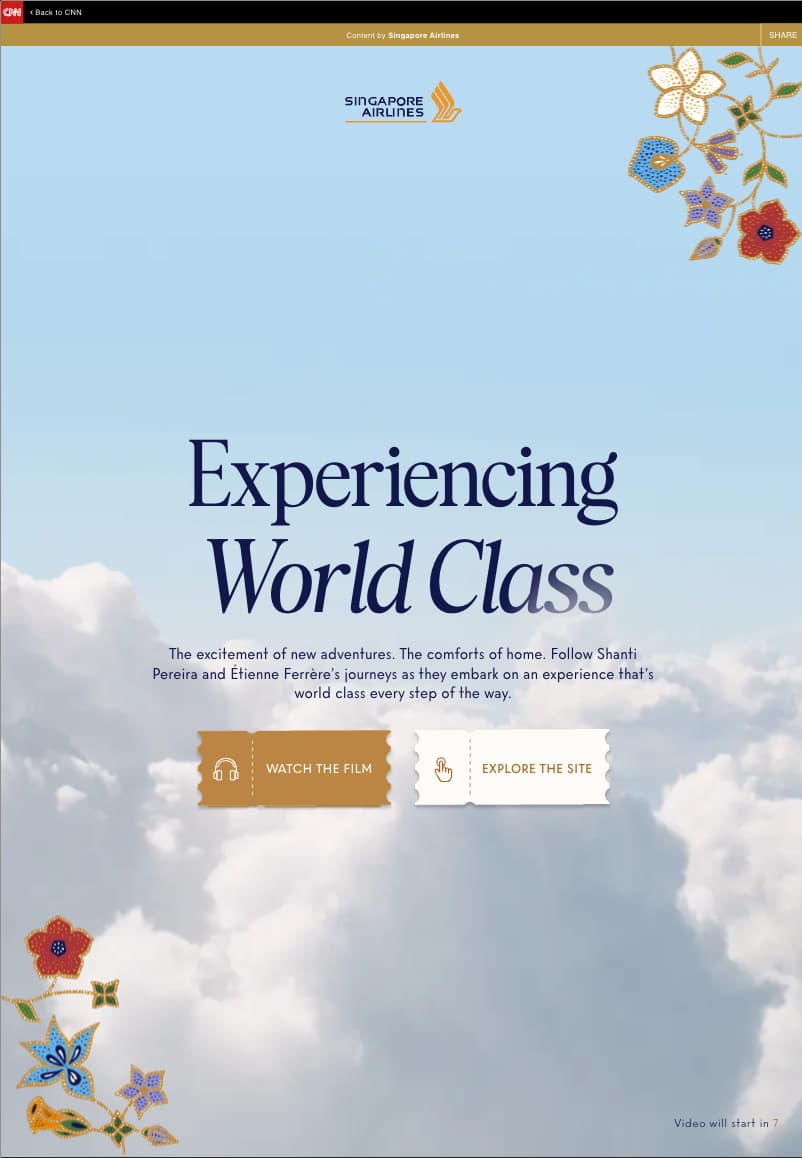 CNN
‹ Back to CNN
Content by Singapore Airlines
SHARE
SINGAPORE
AIRLINES
Experiencing
World Class
The excitement of new adventures. The comforts of home. Follow Shanti
Pereira and Étienne Ferrère's journeys as they embark on an experience that's
world class every step of the way.
WATCH THE FILM
EXPLORE THE SITE
Video will start in 7